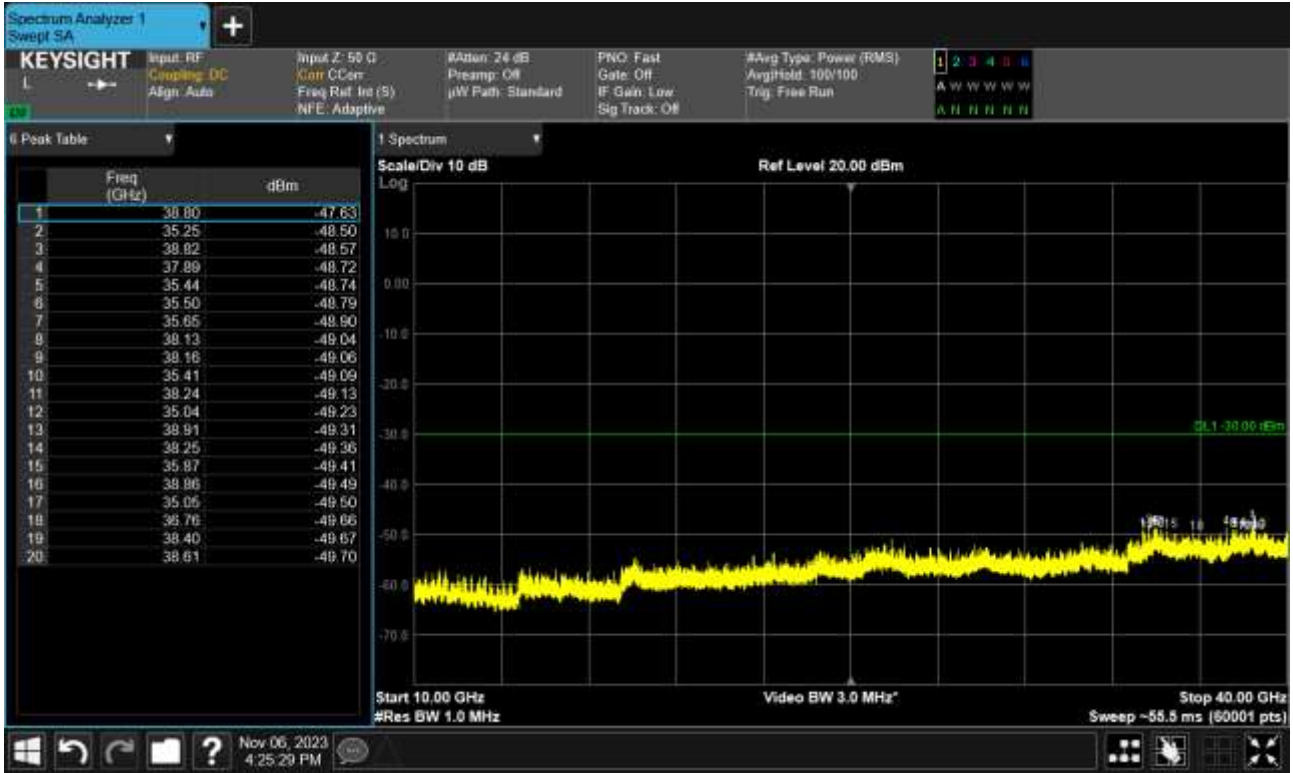 Spectrum Analyzer 1
Swept SA
KEYSIGHT
L
Input: RF
Coupling: DC
Align: Auto
Input Z: 50 Ω
Corr CCorr
Freq Ref: Int (S)
NFE: Adaptive
#Atten: 24 dB
Preamp: Off
µW Path: Standard
PNO: Fast
Gate: Off
IF Gain: Low
Sig Track: Off
#Avg Type: Power (RMS)
Avg|Hold: 100/100
Trig: Free Run
1 2 3 4 5 6
A W W W W W
A N N N N N
6 Peak Table
Freq (GHz) dBm
1 38.80 -47.63
2 35.25 -48.50
3 38.82 -48.57
4 37.89 -48.72
5 35.44 -48.74
6 35.50 -48.79
7 35.65 -48.90
8 38.13 -49.04
9 38.16 -49.06
10 35.41 -49.09
11 38.24 -49.13
12 35.04 -49.23
13 38.91 -49.31
14 38.25 -49.36
15 35.87 -49.41
16 38.86 -49.49
17 35.05 -49.50
18 36.76 -49.66
19 38.40 -49.67
20 38.61 -49.70
1 Spectrum
Scale/Div 10 dB
Ref Level 20.00 dBm
Log
10.0
0.00
-10.0
-20.0
-30.0
DL1 -30.00 dBm
-40.0
-50.0
15 18
-60.0
-70.0
Start 10.00 GHz
Video BW 3.0 MHz*
Stop 40.00 GHz
#Res BW 1.0 MHz
Sweep ~55.5 ms (60001 pts)
?
Nov 06, 2023
4:25:29 PM